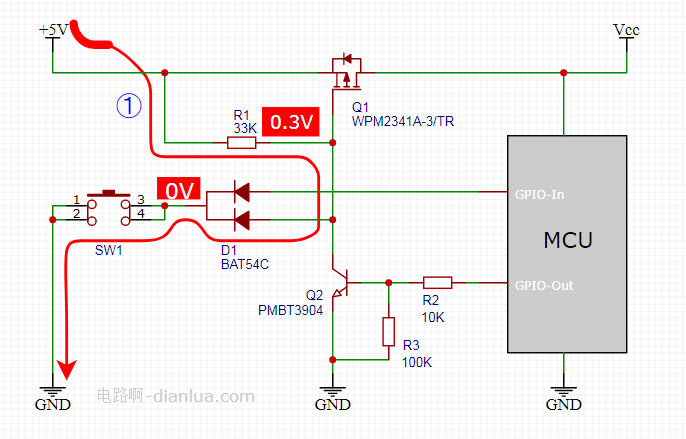 +5V
Vcc
①
R1
33K
0.3V
Q1
WPM2341A-3/TR
0V
1
2
3
4
SW1
D1
BAT54C
GPIO-In
MCU
GPIO-Out
Q2
PMBT3904
R2
10K
R3
100K
GND
电路啊-dianlua.com
GND
GND